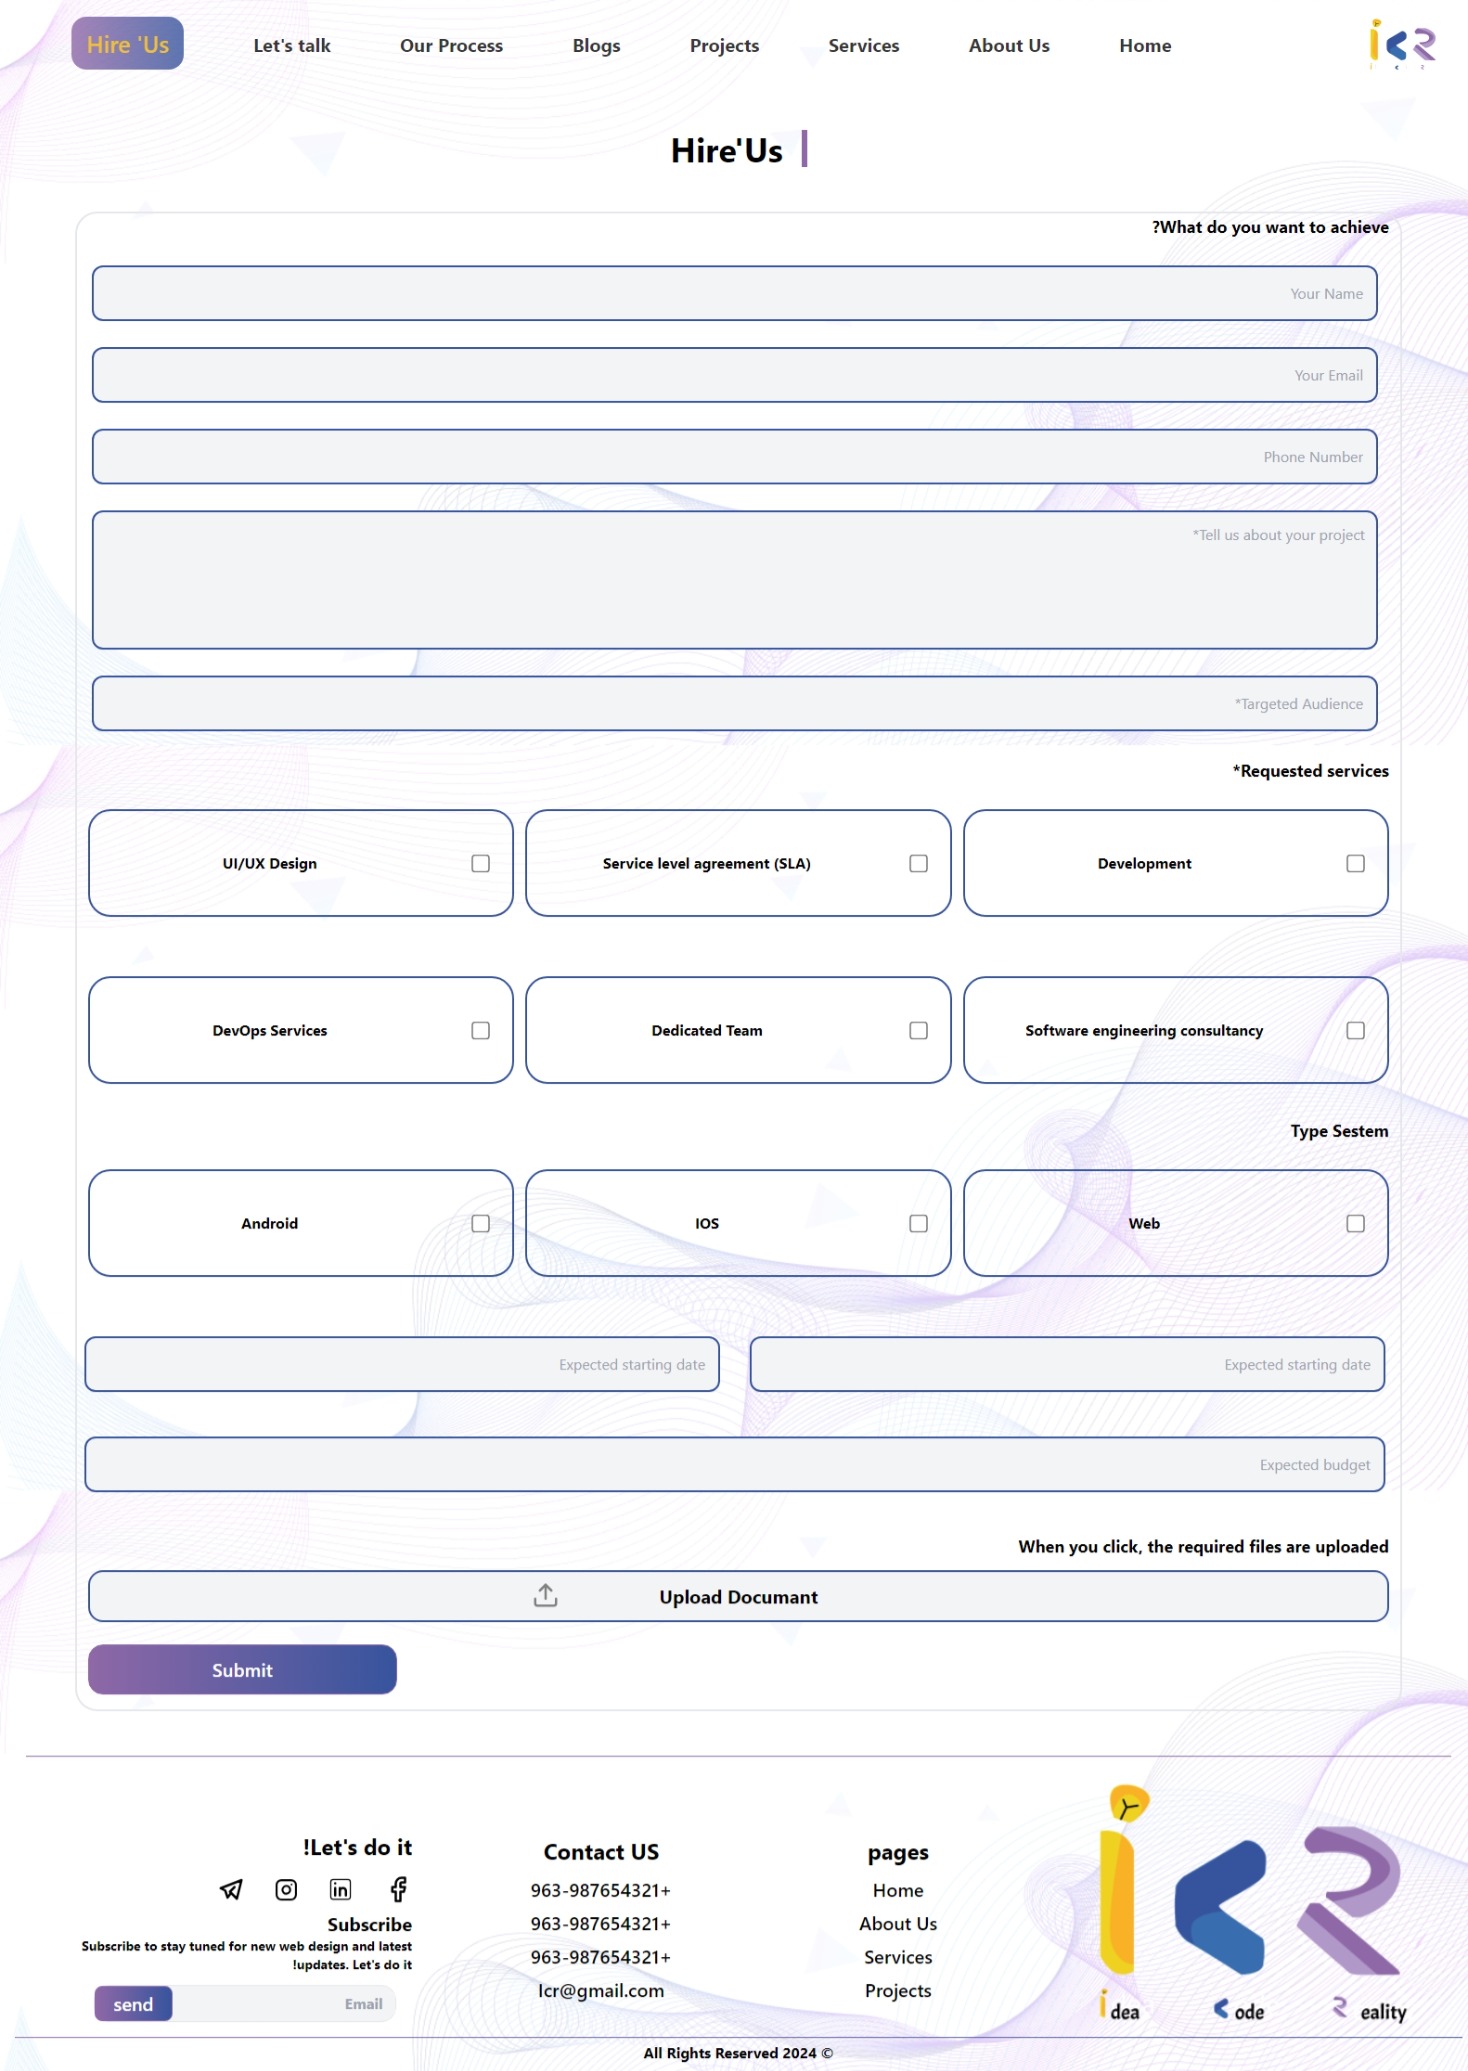 Hire 'Us Let's talk Our Process Blogs Projects Services About Us Home
Hire'Us
?What do you want to achieve
Your Name
Your Email
Phone Number
*Tell us about your project
*Targeted Audience
*Requested services
UI/UX Design Service level agreement (SLA) Development
DevOps Services Dedicated Team Software engineering consultancy
Type Sestem
Android IOS Web
Expected starting date Expected starting date
Expected budget
When you click, the required files are uploaded
Upload Documant
Submit
!Let's do it
Subscribe
Subscribe to stay tuned for new web design and latest
!updates. Let's do it
send Email
Contact US
963-987654321+
963-987654321+
963-987654321+
Icr@gmail.com
pages
Home
About Us
Services
Projects
idea Code Reality
All Rights Reserved 2024 ©